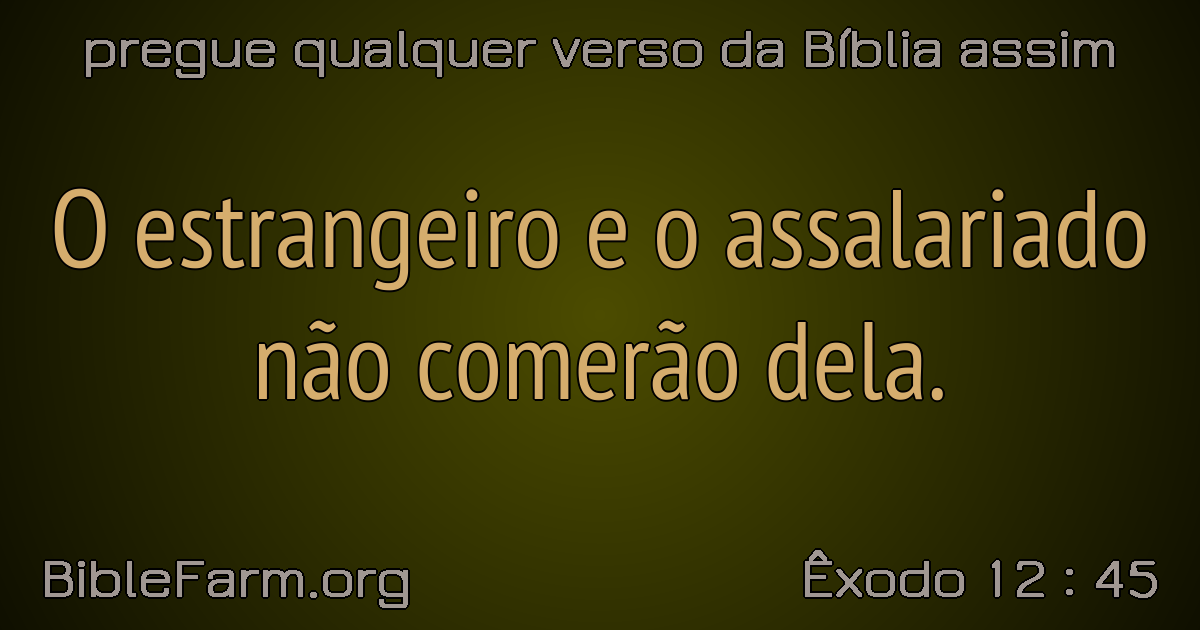 pregue qualquer verso da Bíblia assim
O estrangeiro e o assalariado
não comerão dela.
BibleFarm.org
Êxodo 12 : 45